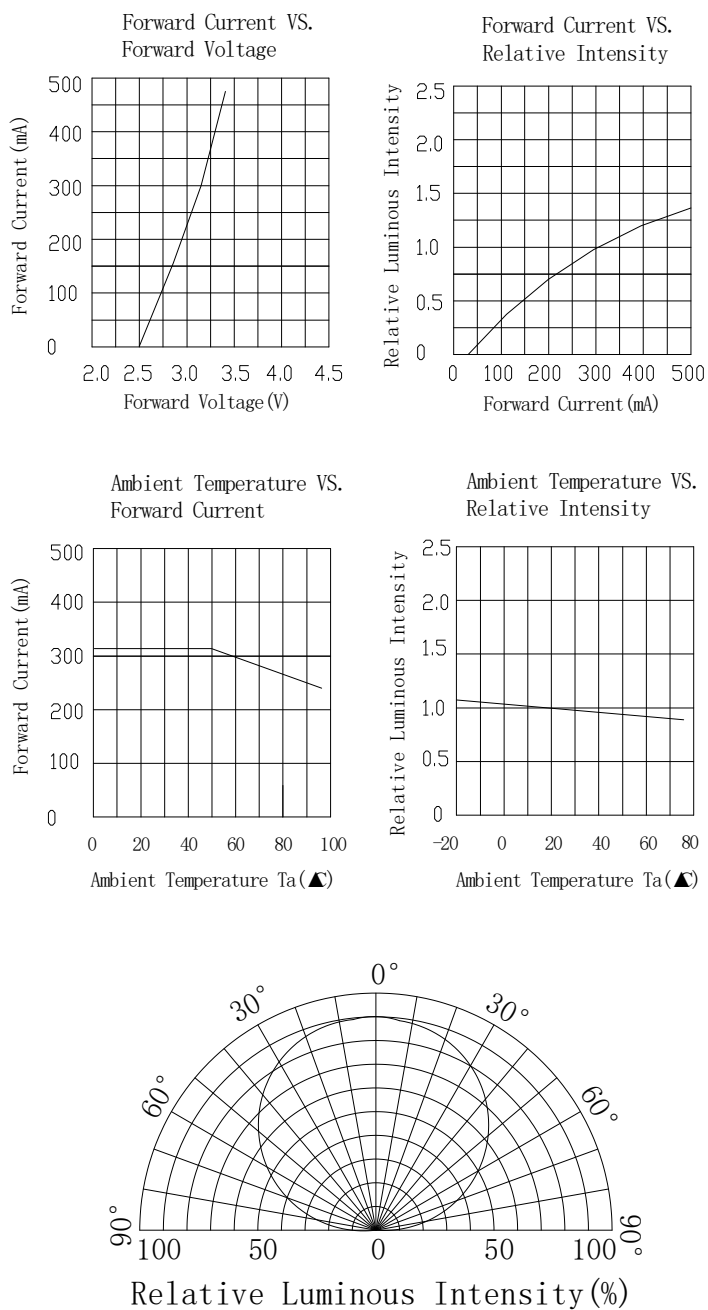 Forward Current VS.
Forward Voltage
Forward Current(mA)
500
400
300
200
100
0
2.0 2.5 3.0 3.5 4.0 4.5
Forward Voltage(V)
Forward Current VS.
Relative Intensity
Relative Luminous Intensity
2.5
2.0
1.5
1.0
0.5
0
0 100 200 300 400 500
Forward Current(mA)
Ambient Temperature VS.
Forward Current
Forward Current(mA)
500
400
300
200
100
0
0 20 40 60 80 100
Ambient Temperature Ta(▲C)
Ambient Temperature VS.
Relative Intensity
Relative Luminous Intensity
2.5
2.0
1.5
1.0
0.5
0
-20 0 20 40 60 80
Ambient Temperature Ta(▲C)
0°
30° 30°
60° 60°
90° 90°
100 50 0 50 100
Relative Luminous Intensity(%)